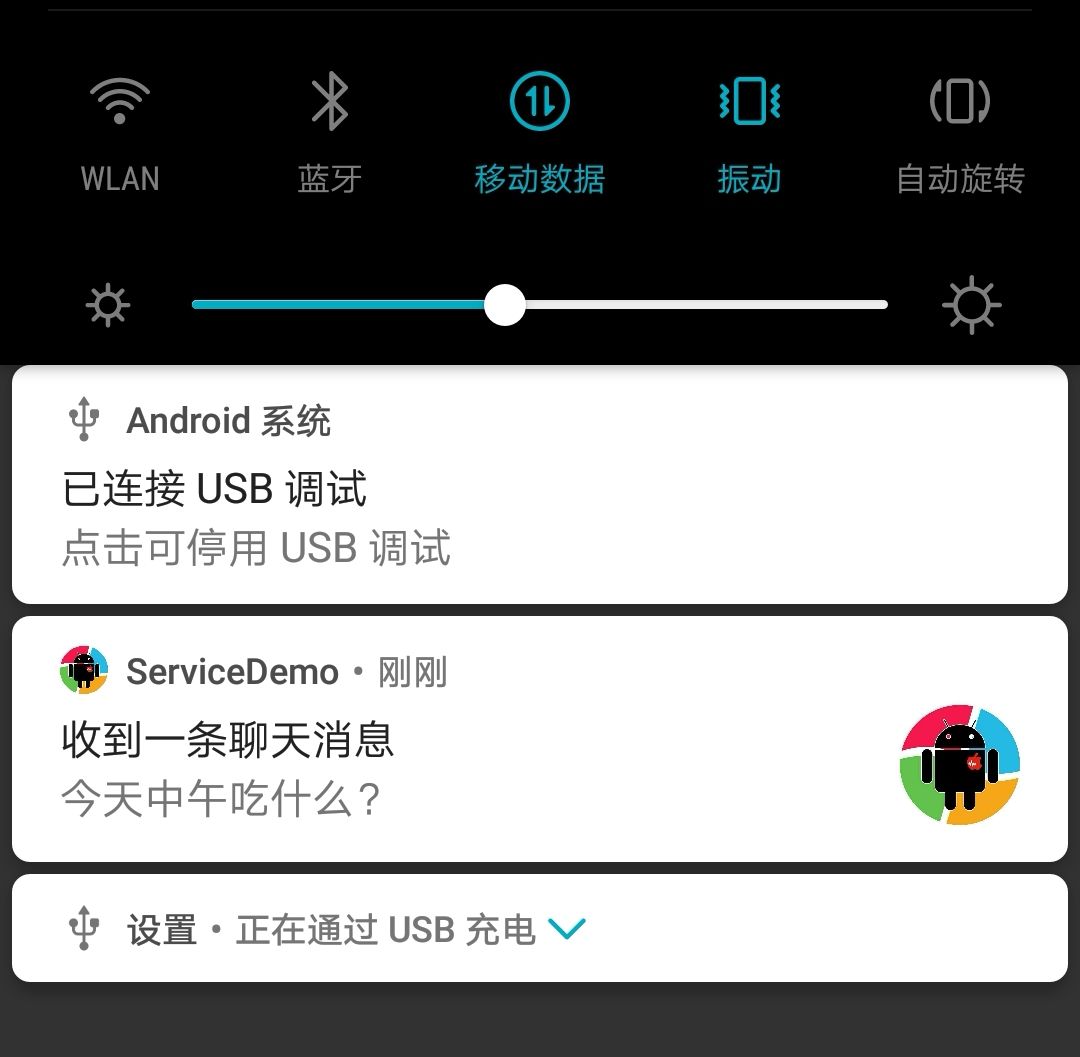 WLAN 蓝牙 移动数据 振动 自动旋转
Android 系统
已连接 USB 调试
点击可停用 USB 调试
ServiceDemo • 刚刚
收到一条聊天消息
今天中午吃什么?
设置 • 正在通过 USB 充电